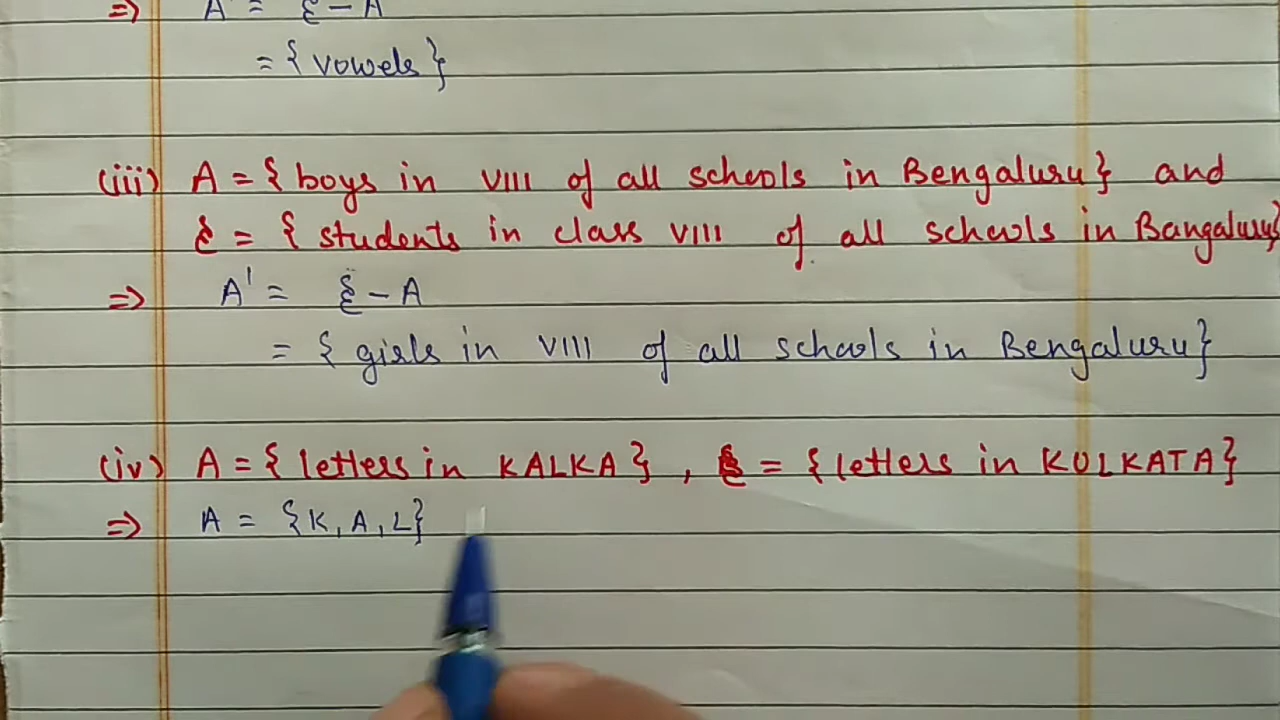 ⇒ A' = ξ - A
= {vowels}
(iii) A = {boys in VIII of all schools in Bengaluru} and
ξ = {students in class VIII of all schools in Bangaluru}
⇒ A' = ξ - A
= {girls in VIII of all schools in Bengaluru}
(iv) A = {letters in KALKA}, ξ = {letters in KOLKATA}
⇒ A = {K, A, L}